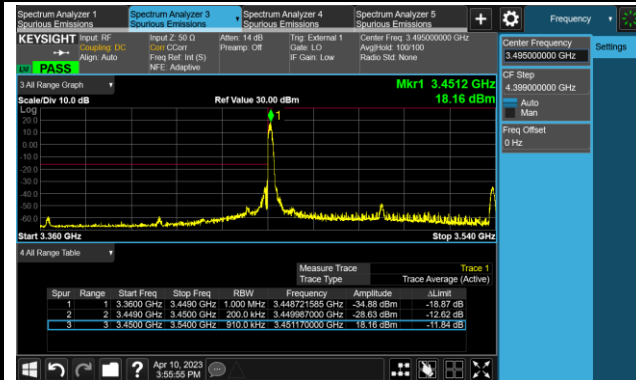 Spectrum Analyzer 1
Spurious Emissions
Spectrum Analyzer 3
Spurious Emissions
Spectrum Analyzer 4
Spurious Emissions
Spectrum Analyzer 5
Spurious Emissions
+
Frequency
KEYSIGHT
Input: RF
Coupling: DC
Align: Auto
Input Z: 50 Ω
Corr CCorr
Freq Ref: Int (S)
NFE: Adaptive
Atten: 14 dB
Preamp: Off
Trig: External 1
Gate: LO
IF Gain: Low
Center Freq: 3.495000000 GHz
Avg|Hold: 100/100
Radio Std: None
PASS
Center Frequency
3.495000000 GHz
Settings
CF Step
4.399000000 GHz
Auto
Man
Freq Offset
0 Hz
3 All Range Graph
Mkr1 3.4512 GHz
18.16 dBm
Scale/Div 10.0 dB
Ref Value 30.00 dBm
Log
20.0
10.0
0.00
-10.0
-20.0
-30.0
-40.0
-50.0
-60.0
1
Start 3.360 GHz
Stop 3.540 GHz
4 All Range Table
Measure Trace Trace 1
Trace Type Trace Average (Active)
Spur Range Start Freq Stop Freq RBW Frequency Amplitude ΔLimit
1 1 3.3600 GHz 3.4490 GHz 1.000 MHz 3.448721585 GHz -34.88 dBm -18.87 dB
2 2 3.4490 GHz 3.4500 GHz 200.0 kHz 3.449987000 GHz -28.63 dBm -12.62 dB
3 3 3.4500 GHz 3.5400 GHz 910.0 kHz 3.451170000 GHz 18.16 dBm -11.84 dB
?
Apr 10, 2023
3:55:55 PM